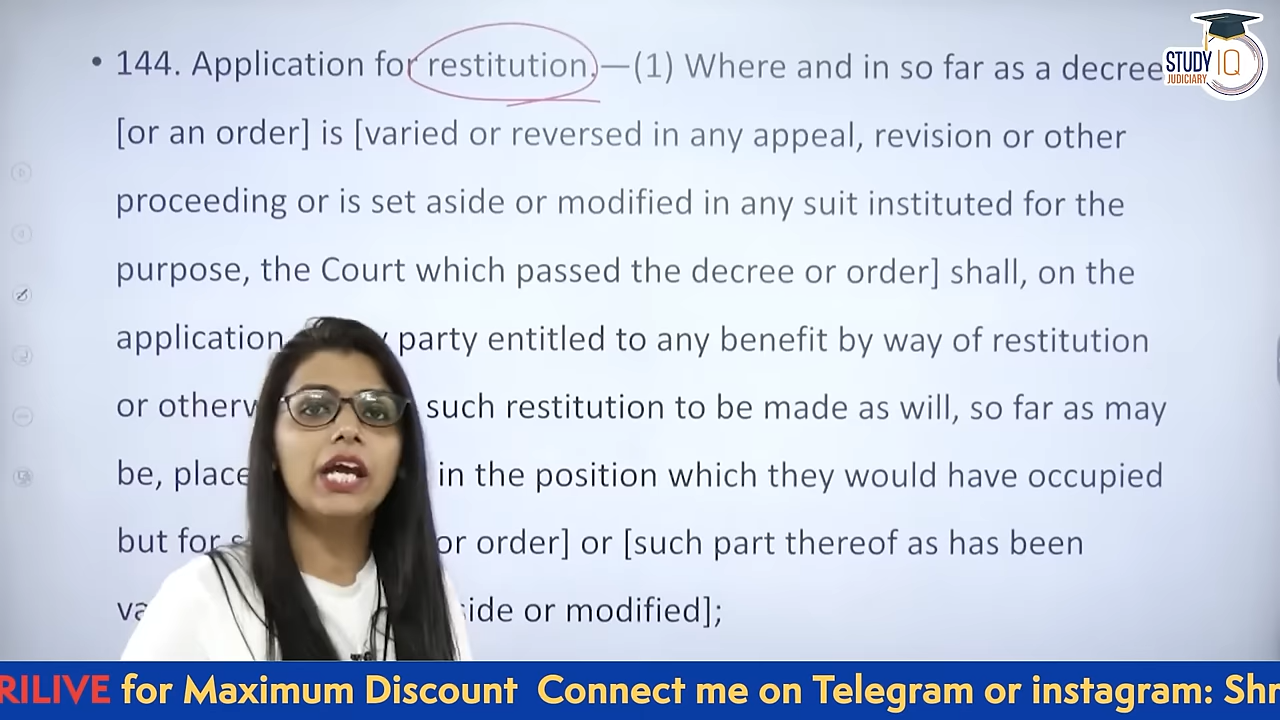 • 144. Application for restitution.—(1) Where and in so far as a decree
[or an order] is [varied or reversed in any appeal, revision or other
proceeding or is set aside or modified in any suit instituted for the
purpose, the Court which passed the decree or order] shall, on the
application party entitled to any benefit by way of restitution
or such restitution to be made as will, so far as may
be, place in the position which they would have occupied
but for or order] or [such part thereof as has been
or modified];
STUDY IQ
JUDICIARY
for Maximum Discount Connect me on Telegram or instagram: